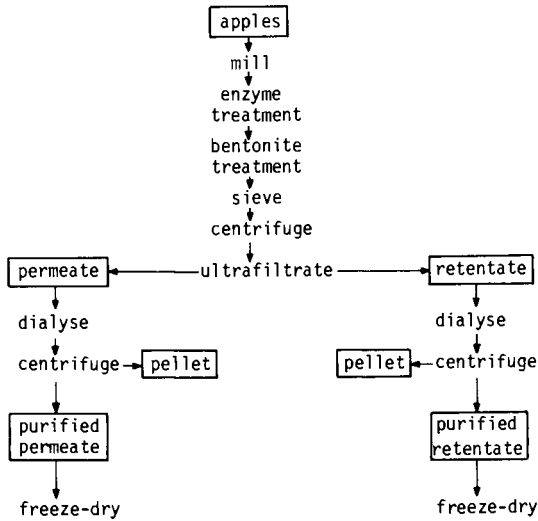 apples
mill
enzyme
treatment
bentonite
treatment
sieve
centrifuge
permeate
ultrafiltrate
retentate
dialyse
dialyse
centrifuge
pellet
pellet
centrifuge
purified
permeate
purified
retentate
freeze-dry
freeze-dry